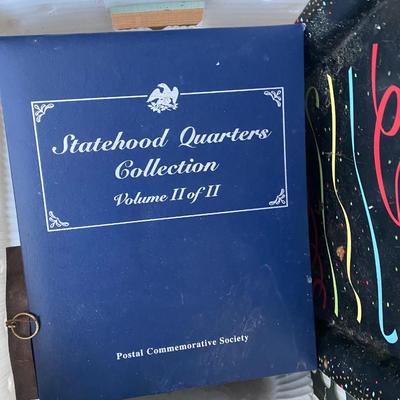 Statehood Quarters
Collection
Volume II of II
Postal Commemorative Society